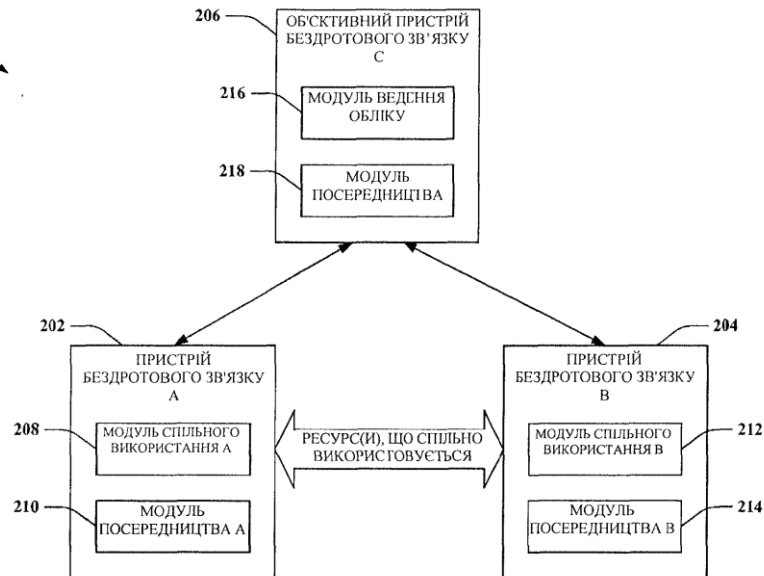 206
ОБ'ЄКТИВНИЙ ПРИСТРІЙ
БЕЗДРОТОВОГО ЗВ'ЯЗКУ
С
216
МОДУЛЬ ВЕДЕННЯ
ОБЛІКУ
218
МОДУЛЬ
ПОСЕРЕДНИЦТВА
202
ПРИСТРІЙ
БЕЗДРОТОВОГО ЗВ'ЯЗКУ
А
208
МОДУЛЬ СПІЛЬНОГО
ВИКОРИСТАННЯ А
210
МОДУЛЬ
ПОСЕРЕДНИЦТВА А
РЕСУРС(И), ЩО СПІЛЬНО
ВИКОРИСТОВУЄТЬСЯ
204
ПРИСТРІЙ
БЕЗДРОТОВОГО ЗВ'ЯЗКУ
В
212
МОДУЛЬ СПІЛЬНОГО
ВИКОРИСТАННЯ В
214
МОДУЛЬ
ПОСЕРЕДНИЦТВА В